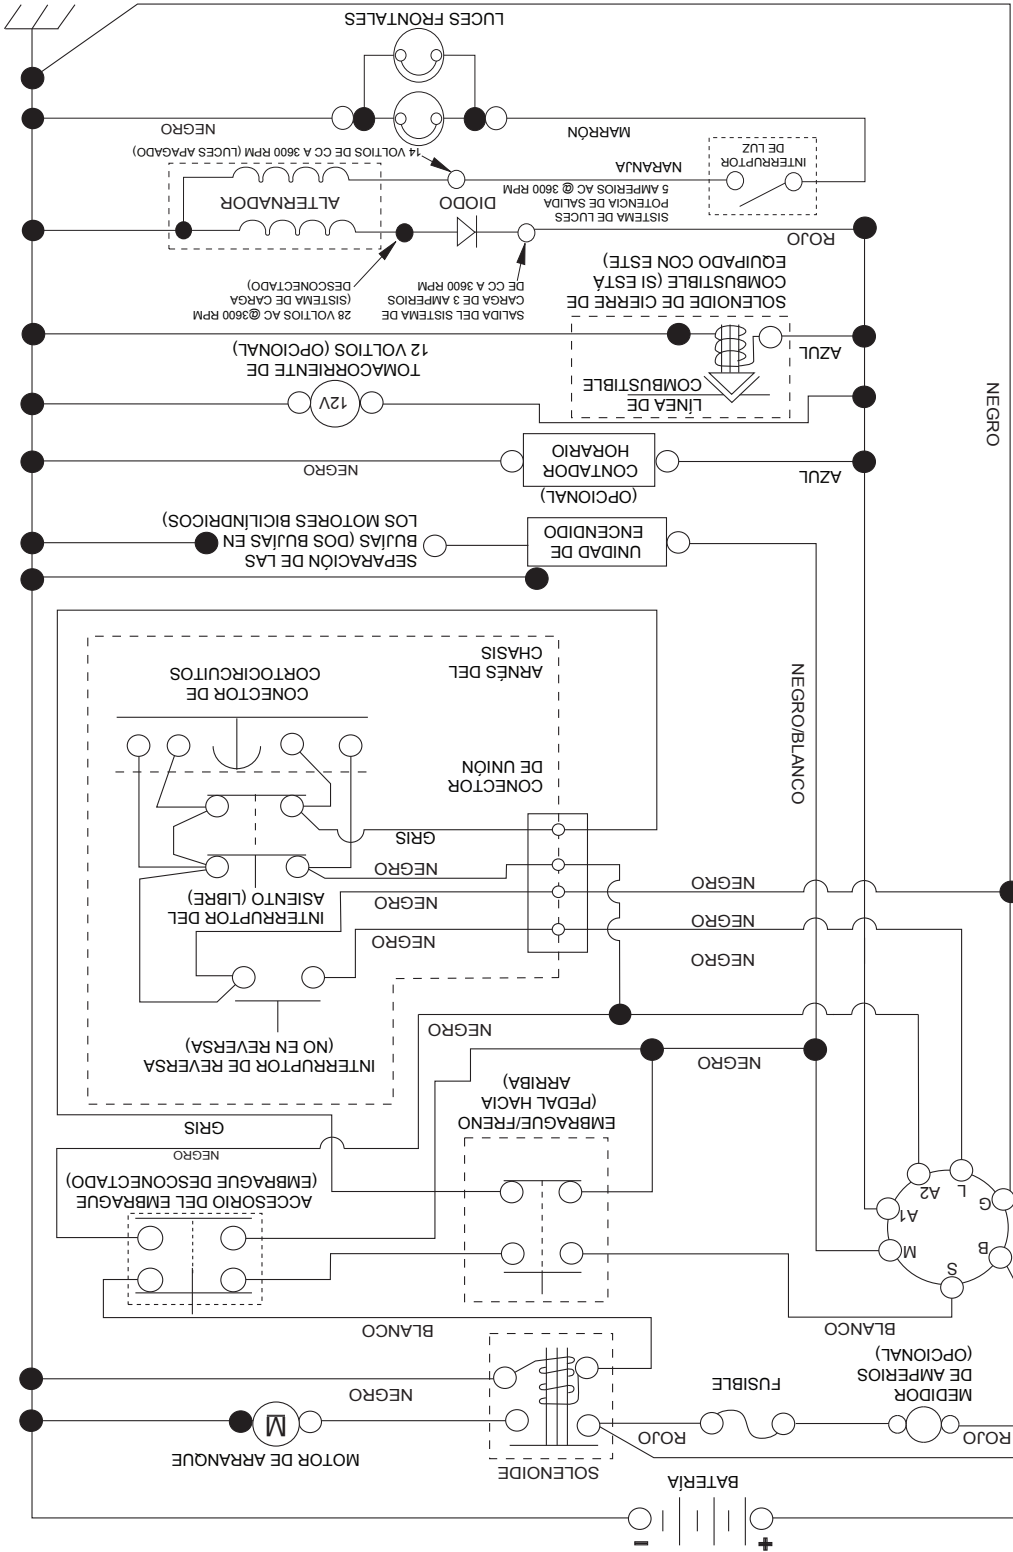 +
−
BATERÍA
SOLENOIDE
MOTOR DE ARRANQUE
ROJO
MEDIDOR
DE AMPERIOS
(OPCIONAL)
FUSIBLE
ROJO
M
NEGRO
BLANCO
BLANCO
B
S
G
L
A2
A1
M
EMBRAGUE/FRENO
(PEDAL HACIA
ARRIBA)
ACCESORIO DEL EMBRAGUE
(EMBRAGUE DESCONECTADO)
NEGRO
GRIS
NEGRO
NEGRO
INTERRUPTOR DE REVERSA
(NO EN REVERSA)
NEGRO
NEGRO
NEGRO
NEGRO
NEGRO
NEGRO
GRIS
INTERRUPTOR DEL
ASIENTO (LIBRE)
CONECTOR
DE UNIÓN
CONECTOR DE
CORTOCIRCUITOS
ARNÉS DEL
CHASIS
NEGRO/BLANCO
NEGRO
UNIDAD DE
ENCENDIDO
SEPARACIÓN DE LAS
BUJÍAS (DOS BUJÍAS EN
LOS MOTORES BICILÍNDRICOS)
(OPCIONAL)
AZUL
CONTADOR
HORARIO
NEGRO
LÍNEA DE
COMBUSTIBLE
12V
TOMACORRIENTE DE
12 VOLTIOS (OPCIONAL)
AZUL
SOLENOIDE DE CIERRE DE
COMBUSTIBLE (SI ESTÁ
EQUIPADO CON ESTE)
SALIDA DEL SISTEMA DE
CARGA DE 3 AMPERIOS
DE CC A 3600 RPM
28 VOLTIOS AC @3600 RPM
(SISTEMA DE CARGA
DESCONECTADO)
ROJO
DIODO
ALTERNADOR
SISTEMA DE LUCES
POTENCIA DE SALIDA
5 AMPERIOS AC @ 3600 RPM
INTERRUPTOR
DE LUZ
NARANJA
14 VOLTIOS DE CC A 3600 RPM (LUCES APAGADO)
MARRÓN
NEGRO
LUCES FRONTALES